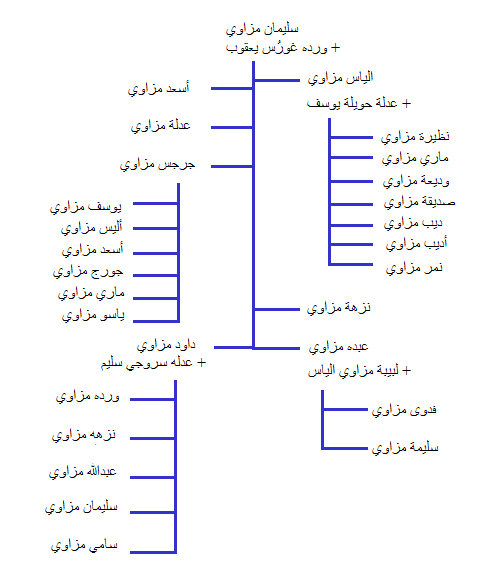 سليمان مزاوي
+ ورده غورُس يعقوب
الياس مزاوي
+ عدلة حويلة يوسف
نظيرة مزاوي
ماري مزاوي
وديعة مزاوي
صديقة مزاوي
ديب مزاوي
أديب مزاوي
نمر مزاوي
أسعد مزاوي
عدلة مزاوي
جرجس مزاوي
يوسف مزاوي
أليس مزاوي
أسعد مزاوي
جورج مزاوي
ماري مزاوي
ياسو مزاوي
نزهة مزاوي
عبده مزاوي
+ لبيبة مزاوي الياس
فدوى مزاوي
سليمة مزاوي
داود مزاوي
+ عدله سروجي سليم
ورده مزاوي
نزهه مزاوي
عبدالله مزاوي
سليمان مزاوي
سامي مزاوي